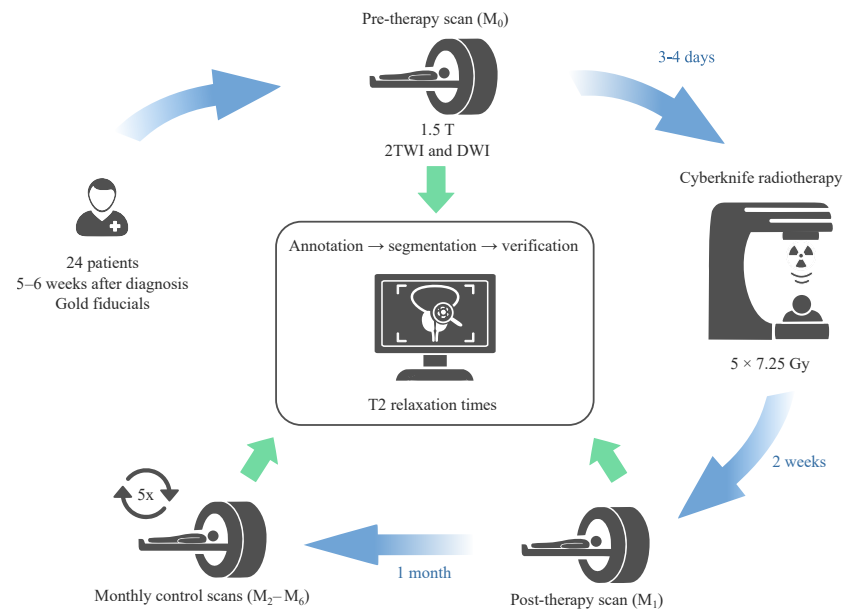 Pre-therapy scan (M₀)
3-4 days
1.5 T
2TWI and DWI
Cyberknife radiotherapy
24 patients
5–6 weeks after diagnosis
Gold fiducials
Annotation → segmentation → verification
T2 relaxation times
5 × 7.25 Gy
2 weeks
5x
1 month
Monthly control scans (M₂–M₆)
Post-therapy scan (M₁)